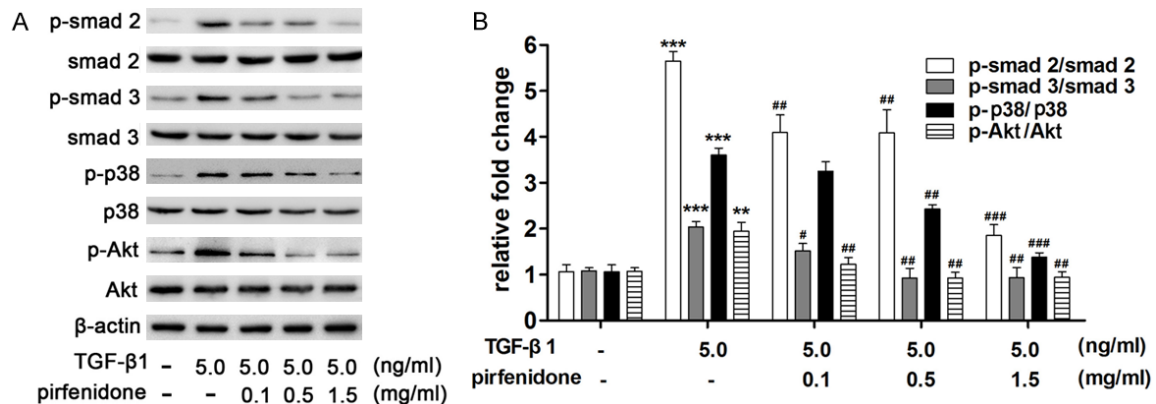 A
p-smad 2
smad 2
p-smad 3
smad 3
p-p38
p38
p-Akt
Akt
β-actin
TGF-β1 – 5.0 5.0 5.0 5.0 (ng/ml)
pirfenidone – – 0.1 0.5 1.5 (mg/ml)
B
relative fold change
6
5
4
3
2
1
0
***
***
***
**
##
#
##
##
##
##
##
###
##
###
##
p-smad 2/smad 2
p-smad 3/smad 3
p-p38/p38
p-Akt/Akt
TGF-β 1 - 5.0 5.0 5.0 5.0 (ng/ml)
pirfenidone - - 0.1 0.5 1.5 (mg/ml)